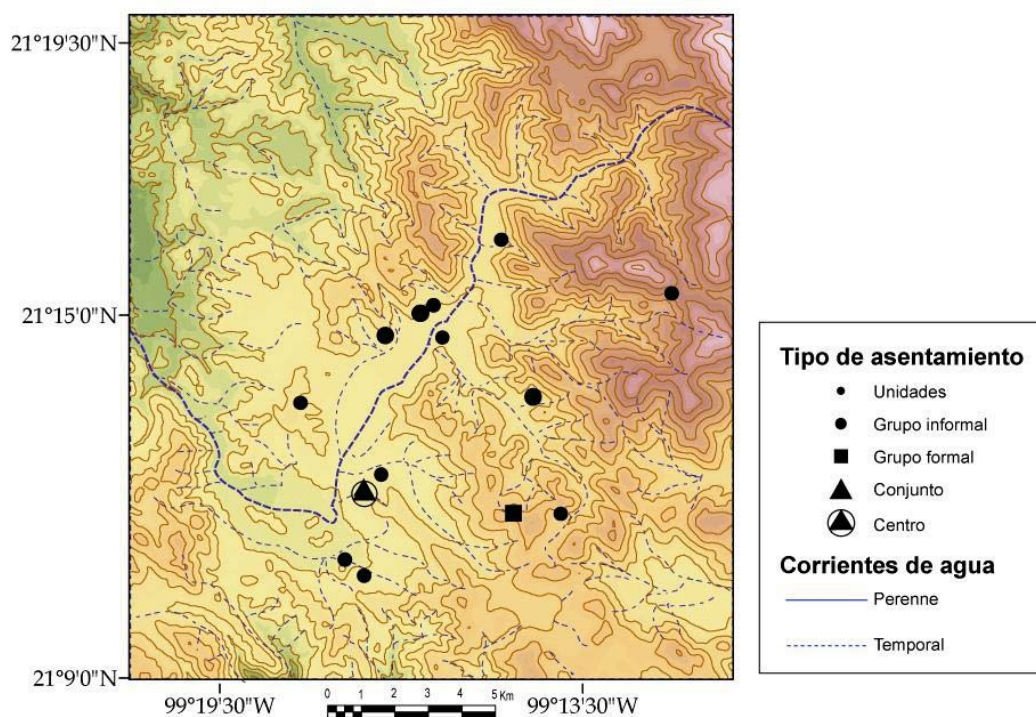 21°19'30"N
21°15'0"N
21°9'0"N
99°19'30"W
0 1 2 3 4 5 Km
99°13'30"W
Tipo de asentamiento
Unidades
Grupo informal
Grupo formal
Conjunto
Centro
Corrientes de agua
Perenne
Temporal